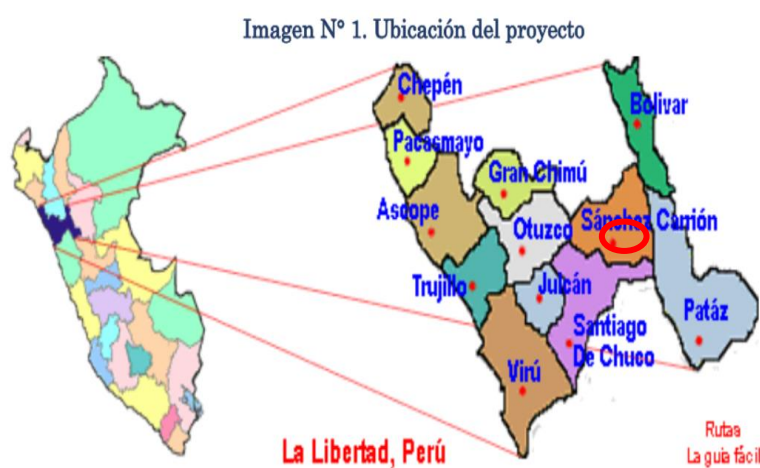 Imagen N° 1. Ubicación del proyecto
Chepén
Bolivar
Pacasmayo
Gran Chimú
Ascope
Otuzco
Sánchez Carrión
Trujillo
Julcán
Santiago
De Chuco
Patáz
Virú
La Libertad, Perú
Rutas
La guia fácil